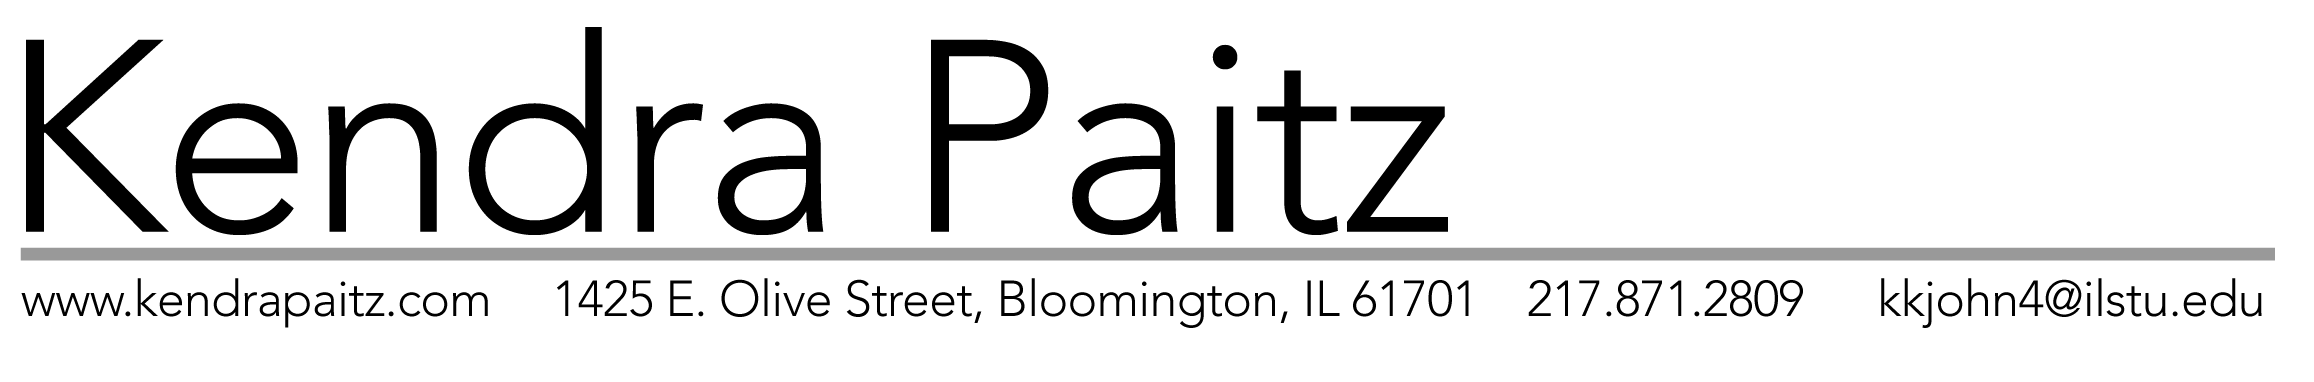 Kendra Paitz
www.kendrapaitz.com 1425 E. Olive Street, Bloomington, IL 61701 217.871.2809 kkjohn4@ilstu.edu